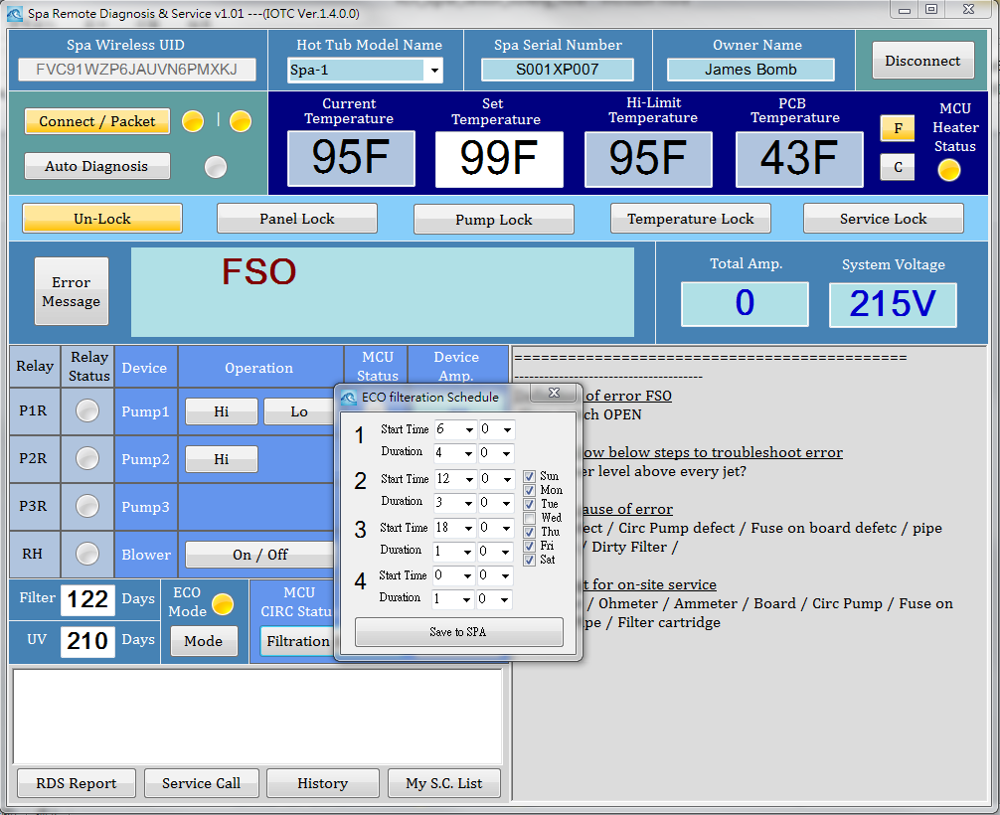 Spa Remote Diagnosis & Service v1.01 ---(IOTC Ver.1.4.0.0)
Spa Wireless UID
FVC91WZP6JAUVN6PMXKJ
Hot Tub Model Name
Spa-1
Spa Serial Number
S001XP007
Owner Name
James Bomb
Disconnect
Connect / Packet
|
Auto Diagnosis
Current
Temperature
95F
Set
Temperature
99F
Hi-Limit
Temperature
95F
PCB
Temperature
43F
F
C
MCU
Heater
Status
Un-Lock
Panel Lock
Pump Lock
Temperature Lock
Service Lock
Error
Message
FSO
Total Amp.
0
System Voltage
215V
Relay
Relay
Status
Device
Operation
MCU
Status
Device
Amp.
P1R
Pump1
Hi
Lo
P2R
Pump2
Hi
P3R
Pump3
RH
Blower
On / Off
Filter
122
Days
UV
210
Days
ECO
Mode
Mode
MCU
CIRC Statu
Filtration
ECO filteration Schedule
1
Start Time 6 0
Duration 4 0
2
Start Time 12 0
Duration 3 0
3
Start Time 18 0
Duration 1 0
4
Start Time 0 0
Duration 1 0
Sun
Mon
Tue
Wed
Thu
Fri
Sat
Save to SPA
===========================================
--------------------------------------
of error FSO
ch OPEN
ow below steps to troubleshoot error
er level above every jet?
ause of error
ect / Circ Pump defect / Fuse on board defetc / pipe
/ Dirty Filter /
t for on-site service
/ Ohmeter / Ammeter / Board / Circ Pump / Fuse on
pe / Filter cartridge
RDS Report
Service Call
History
My S.C. List